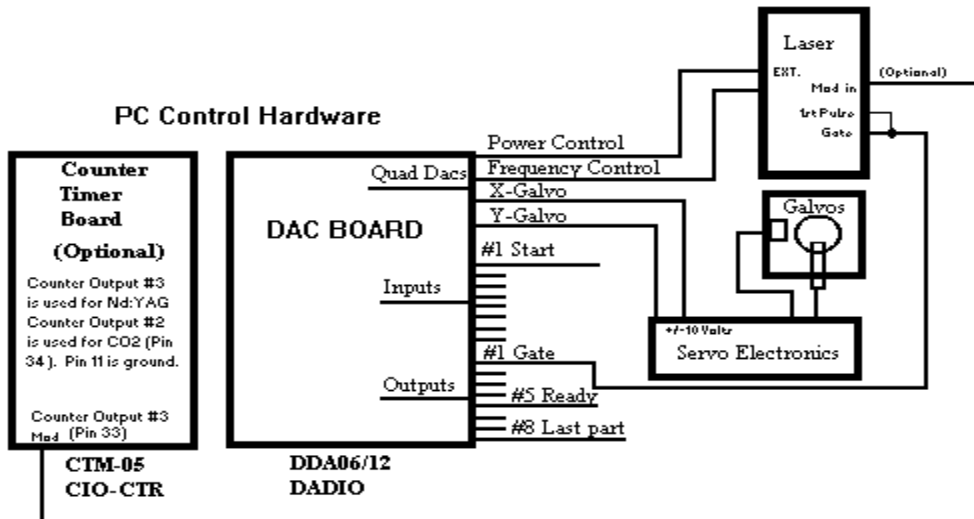 PC Control Hardware
Counter
Timer
Board
(Optional)
Counter Output #3
is used for Nd:YAG
Counter Output #2
is used for CO2 (Pin
34 ). Pin 11 is ground.
Counter Output #3
Mod (Pin 33)
CTM-05
CIO-CTR
Quad Dacs
DAC BOARD
Inputs
Outputs
DDA06/12
DADIO
Power Control
Frequency Control
X-Galvo
Y-Galvo
#1 Start
#1 Gate
#5 Ready
#8 Last part
Laser
EXT.
Mod in
1rt Pulre
Gate
(Optional)
Galvos
+/-10 Voltr
Servo Electronics